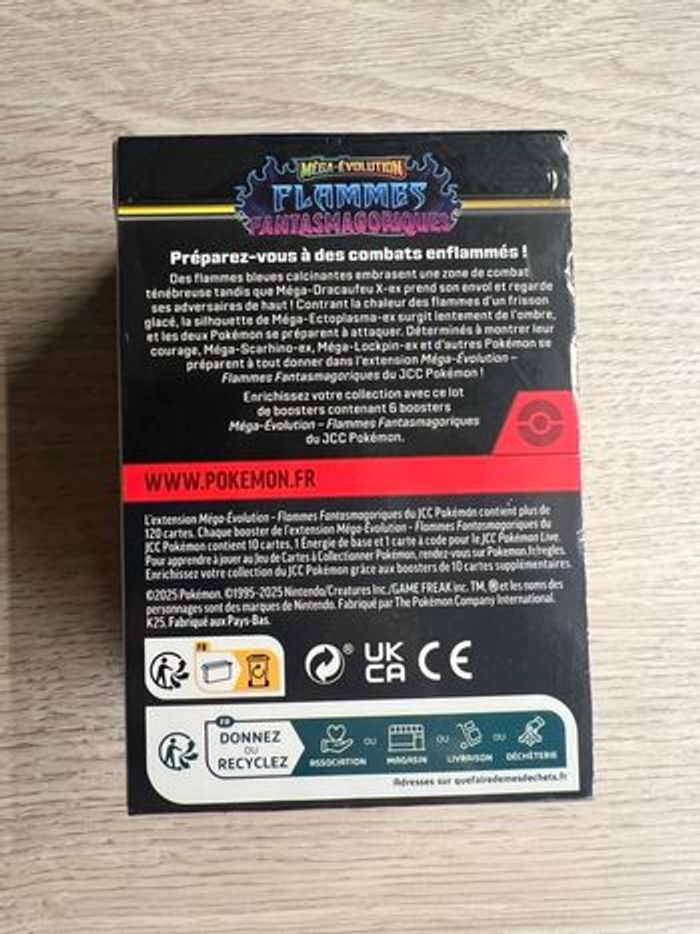 MÉGA-ÉVOLUTION
FLAMMES
FANTASMAGORIQUES
Préparez-vous à des combats enflammés !
Des flammes bleues calcinantes embrasent une zone de combat
ténébreuse tandis que Méga-Dracaufeu X-ex prend son envol et regarde
ses adversaires de haut ! Contrant la chaleur des flammes d'un frisson
glacé, la silhouette de Méga-Ectoplasma-ex surgit lentement de l'ombre,
et les deux Pokémon se préparent à attaquer. Déterminés à montrer leur
courage, Méga-Scarhino-ex, Méga-Lockpin-ex et d'autres Pokémon se
préparent à tout donner dans l'extension Méga-Évolution –
Flammes Fantasmagoriques du JCC Pokémon !
Enrichissez votre collection avec ce lot
de boosters contenant 6 boosters
Méga-Évolution – Flammes Fantasmagoriques
du JCC Pokémon.
WWW.POKEMON.FR
L'extension Méga-Évolution – Flammes Fantasmagoriques du JCC Pokémon contient plus de
120 cartes. Chaque booster de l'extension Méga-Évolution – Flammes Fantasmagoriques du
JCC Pokémon contient 10 cartes, 1 Énergie de base et 1 carte à code pour le JCC Pokémon Live.
Pour apprendre à jouer au Jeu de Cartes à Collectionner Pokémon, rendez-vous sur Pokemon.fr/regles.
Enrichissez votre collection du JCC Pokémon grâce aux boosters de 10 cartes supplémentaires.
©2025 Pokémon. ©1995-2025 Nintendo/Creatures Inc./GAME FREAK inc. TM, ® et les noms des
personnages sont des marques de Nintendo. Fabriqué par The Pokémon Company International.
K25. Fabriqué aux Pays-Bas.
FR
®
UK
CA CE
FR
DONNEZ
OU
RECYCLEZ
ASSOCIATION OU MAGASIN OU LIVRAISON OU DÉCHÈTERIE
Adresses sur quefairedemesdechets.fr